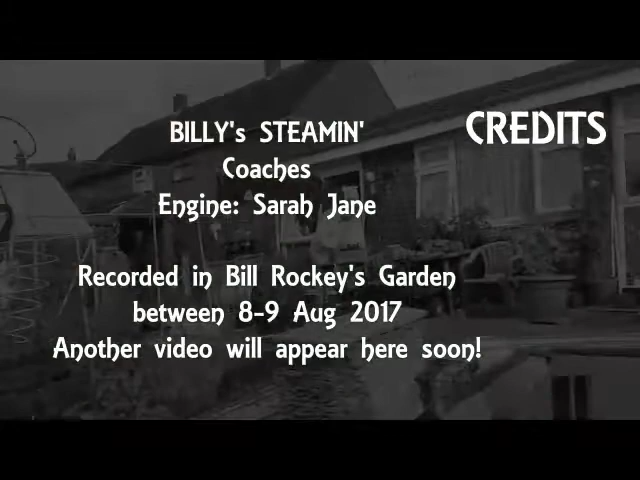 CREDITS
BILLY's STEAMIN'
Coaches
Engine: Sarah Jane
Recorded in Bill Rockey's Garden
between 8-9 Aug 2017
Another video will appear here soon!